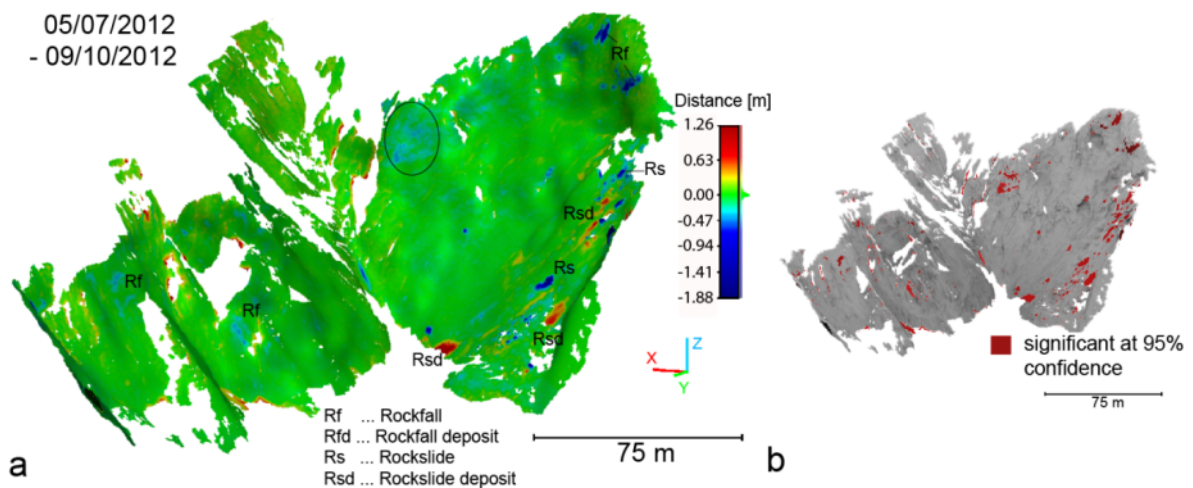 05/07/2012
- 09/10/2012
Rf
Distance [m]
1.26
0.63
0.00
-0.47
-0.94
-1.41
-1.88
Rs
Rsd
Rf
Rs
Rf
Rsd
Rsd
X
Z
Y
Rf ... Rockfall
Rfd ... Rockfall deposit
Rs ... Rockslide
Rsd ... Rockslide deposit
75 m
a
significant at 95%
confidence
75 m
b